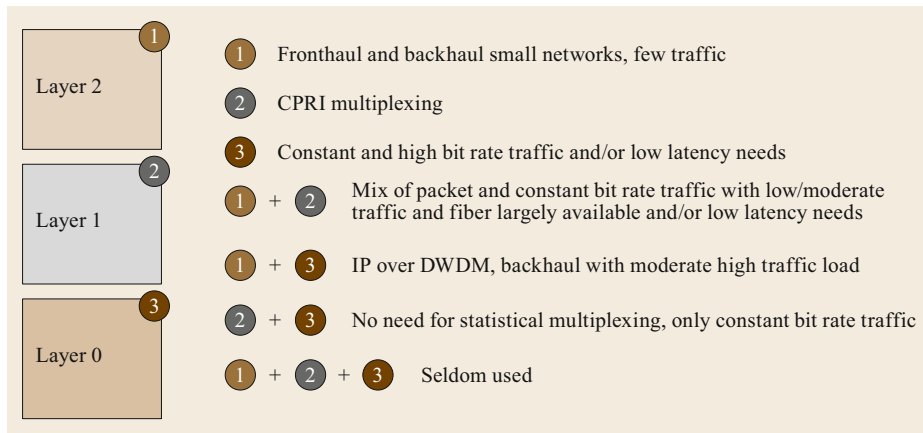 1
Layer 2
2
Layer 1
3
Layer 0
1 Fronthaul and backhaul small networks, few traffic
2 CPRI multiplexing
3 Constant and high bit rate traffic and/or low latency needs
1 + 2 Mix of packet and constant bit rate traffic with low/moderate
traffic and fiber largely available and/or low latency needs
1 + 3 IP over DWDM, backhaul with moderate high traffic load
2 + 3 No need for statistical multiplexing, only constant bit rate traffic
1 + 2 + 3 Seldom used